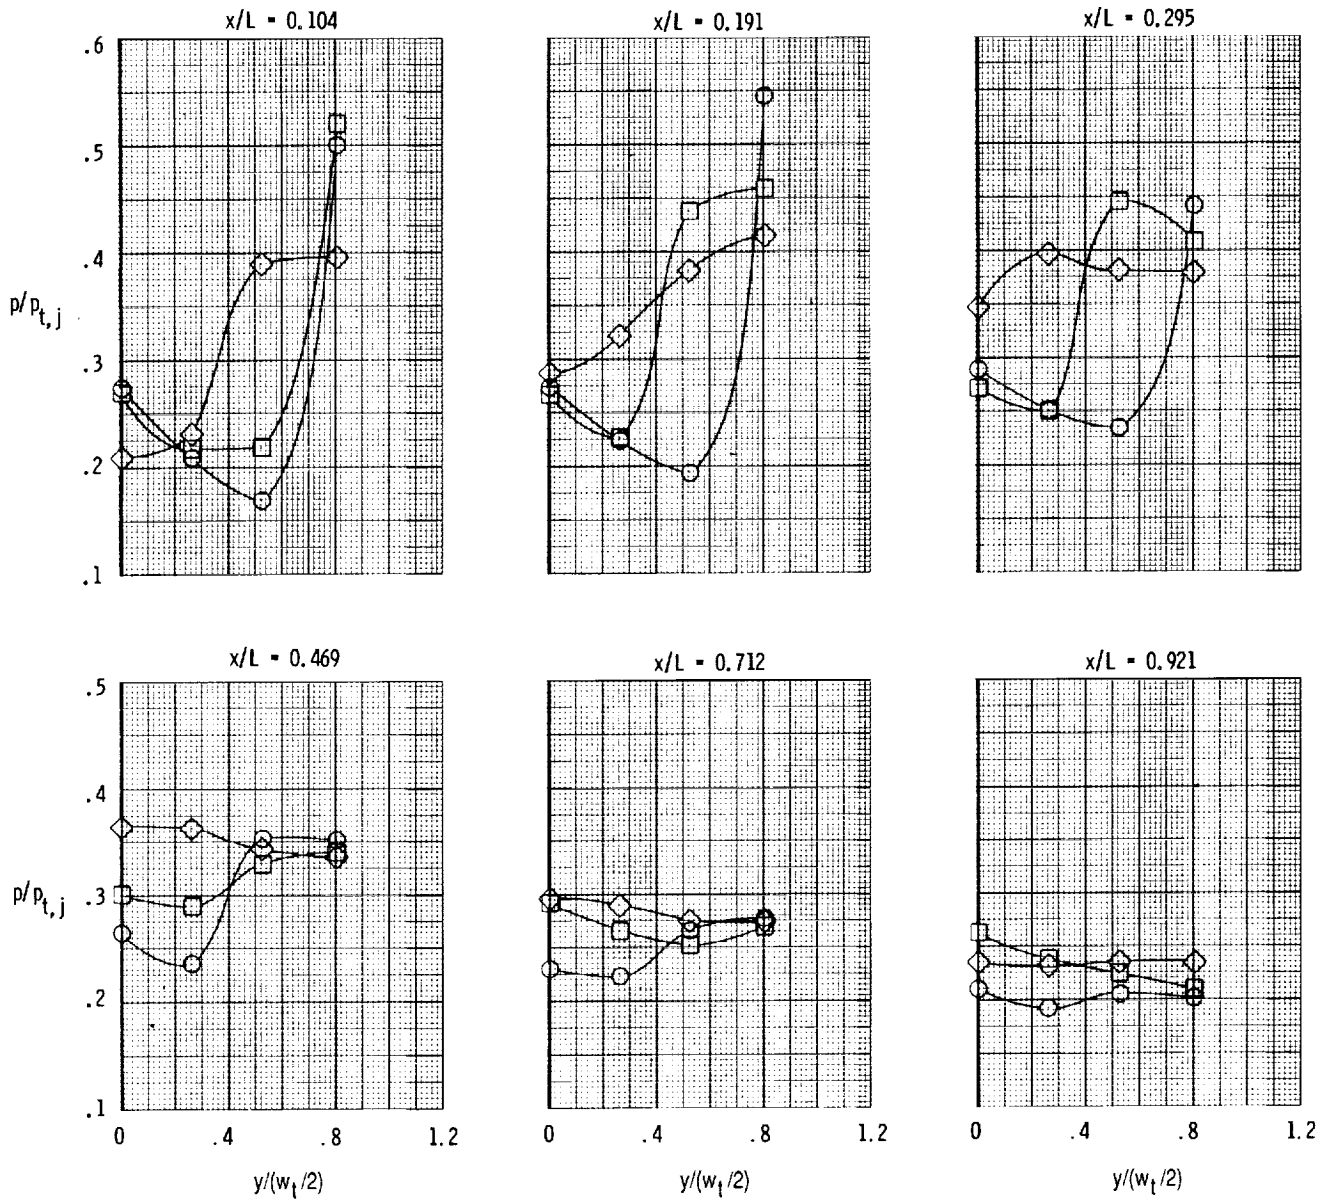 x/L = 0.104
x/L = 0.191
x/L = 0.295
.6
.5
.4
.3
.2
.1
p/pt,j
x/L = 0.469
x/L = 0.712
x/L = 0.921
.5
.4
.3
.2
.1
p/pt,j
0 .4 .8 1.2
0 .4 .8 1.2
0 .4 .8 1.2
y/(wt/2)
y/(wt/2)
y/(wt/2)